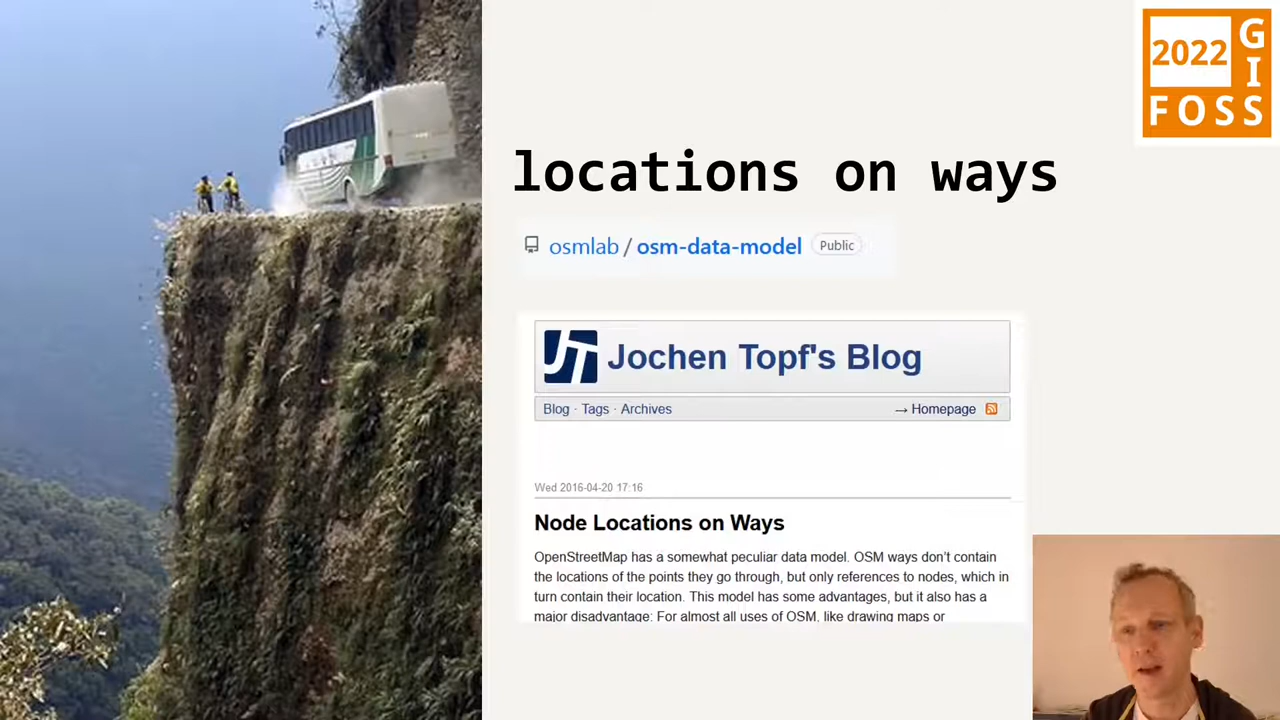 2022
G
I
FOSS
locations on ways
osmlab / osm-data-model Public
JT Jochen Topf's Blog
Blog · Tags · Archives → Homepage
Wed 2016-04-20 17:16
Node Locations on Ways
OpenStreetMap has a somewhat peculiar data model. OSM ways don't contain
the locations of the points they go through, but only references to nodes, which in
turn contain their location. This model has some advantages, but it also has a
major disadvantage: For almost all uses of OSM, like drawing maps or